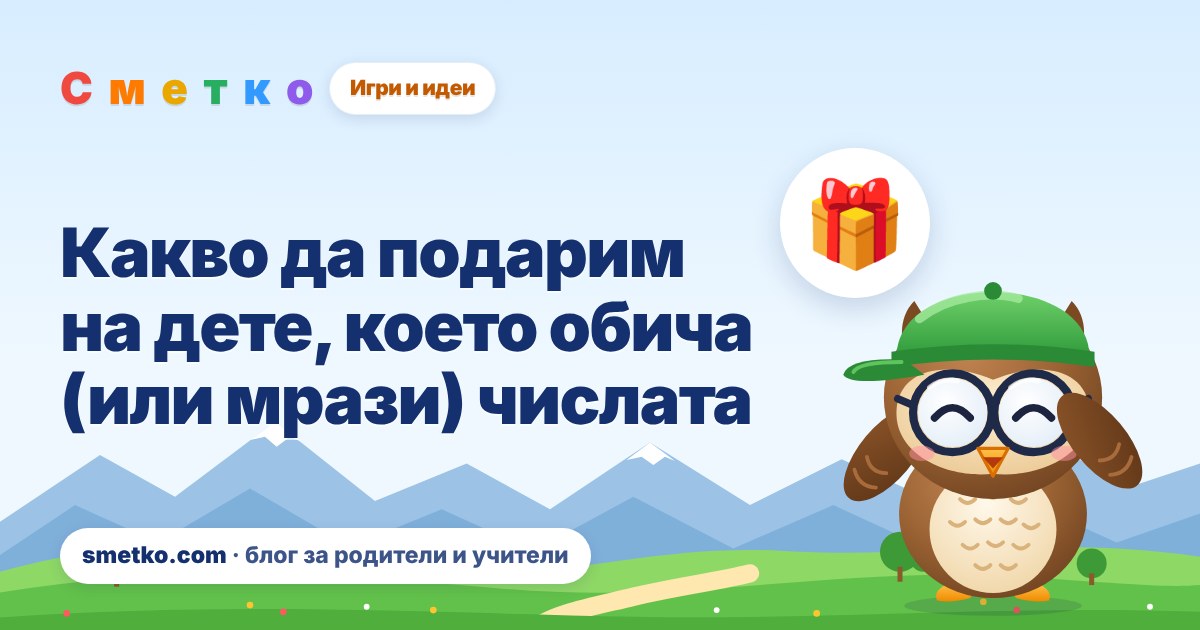 Сметко
Игри и идеи
Какво да подарим
на дете, което обича
(или мрази) числата
smetko.com · блог за родители и учители